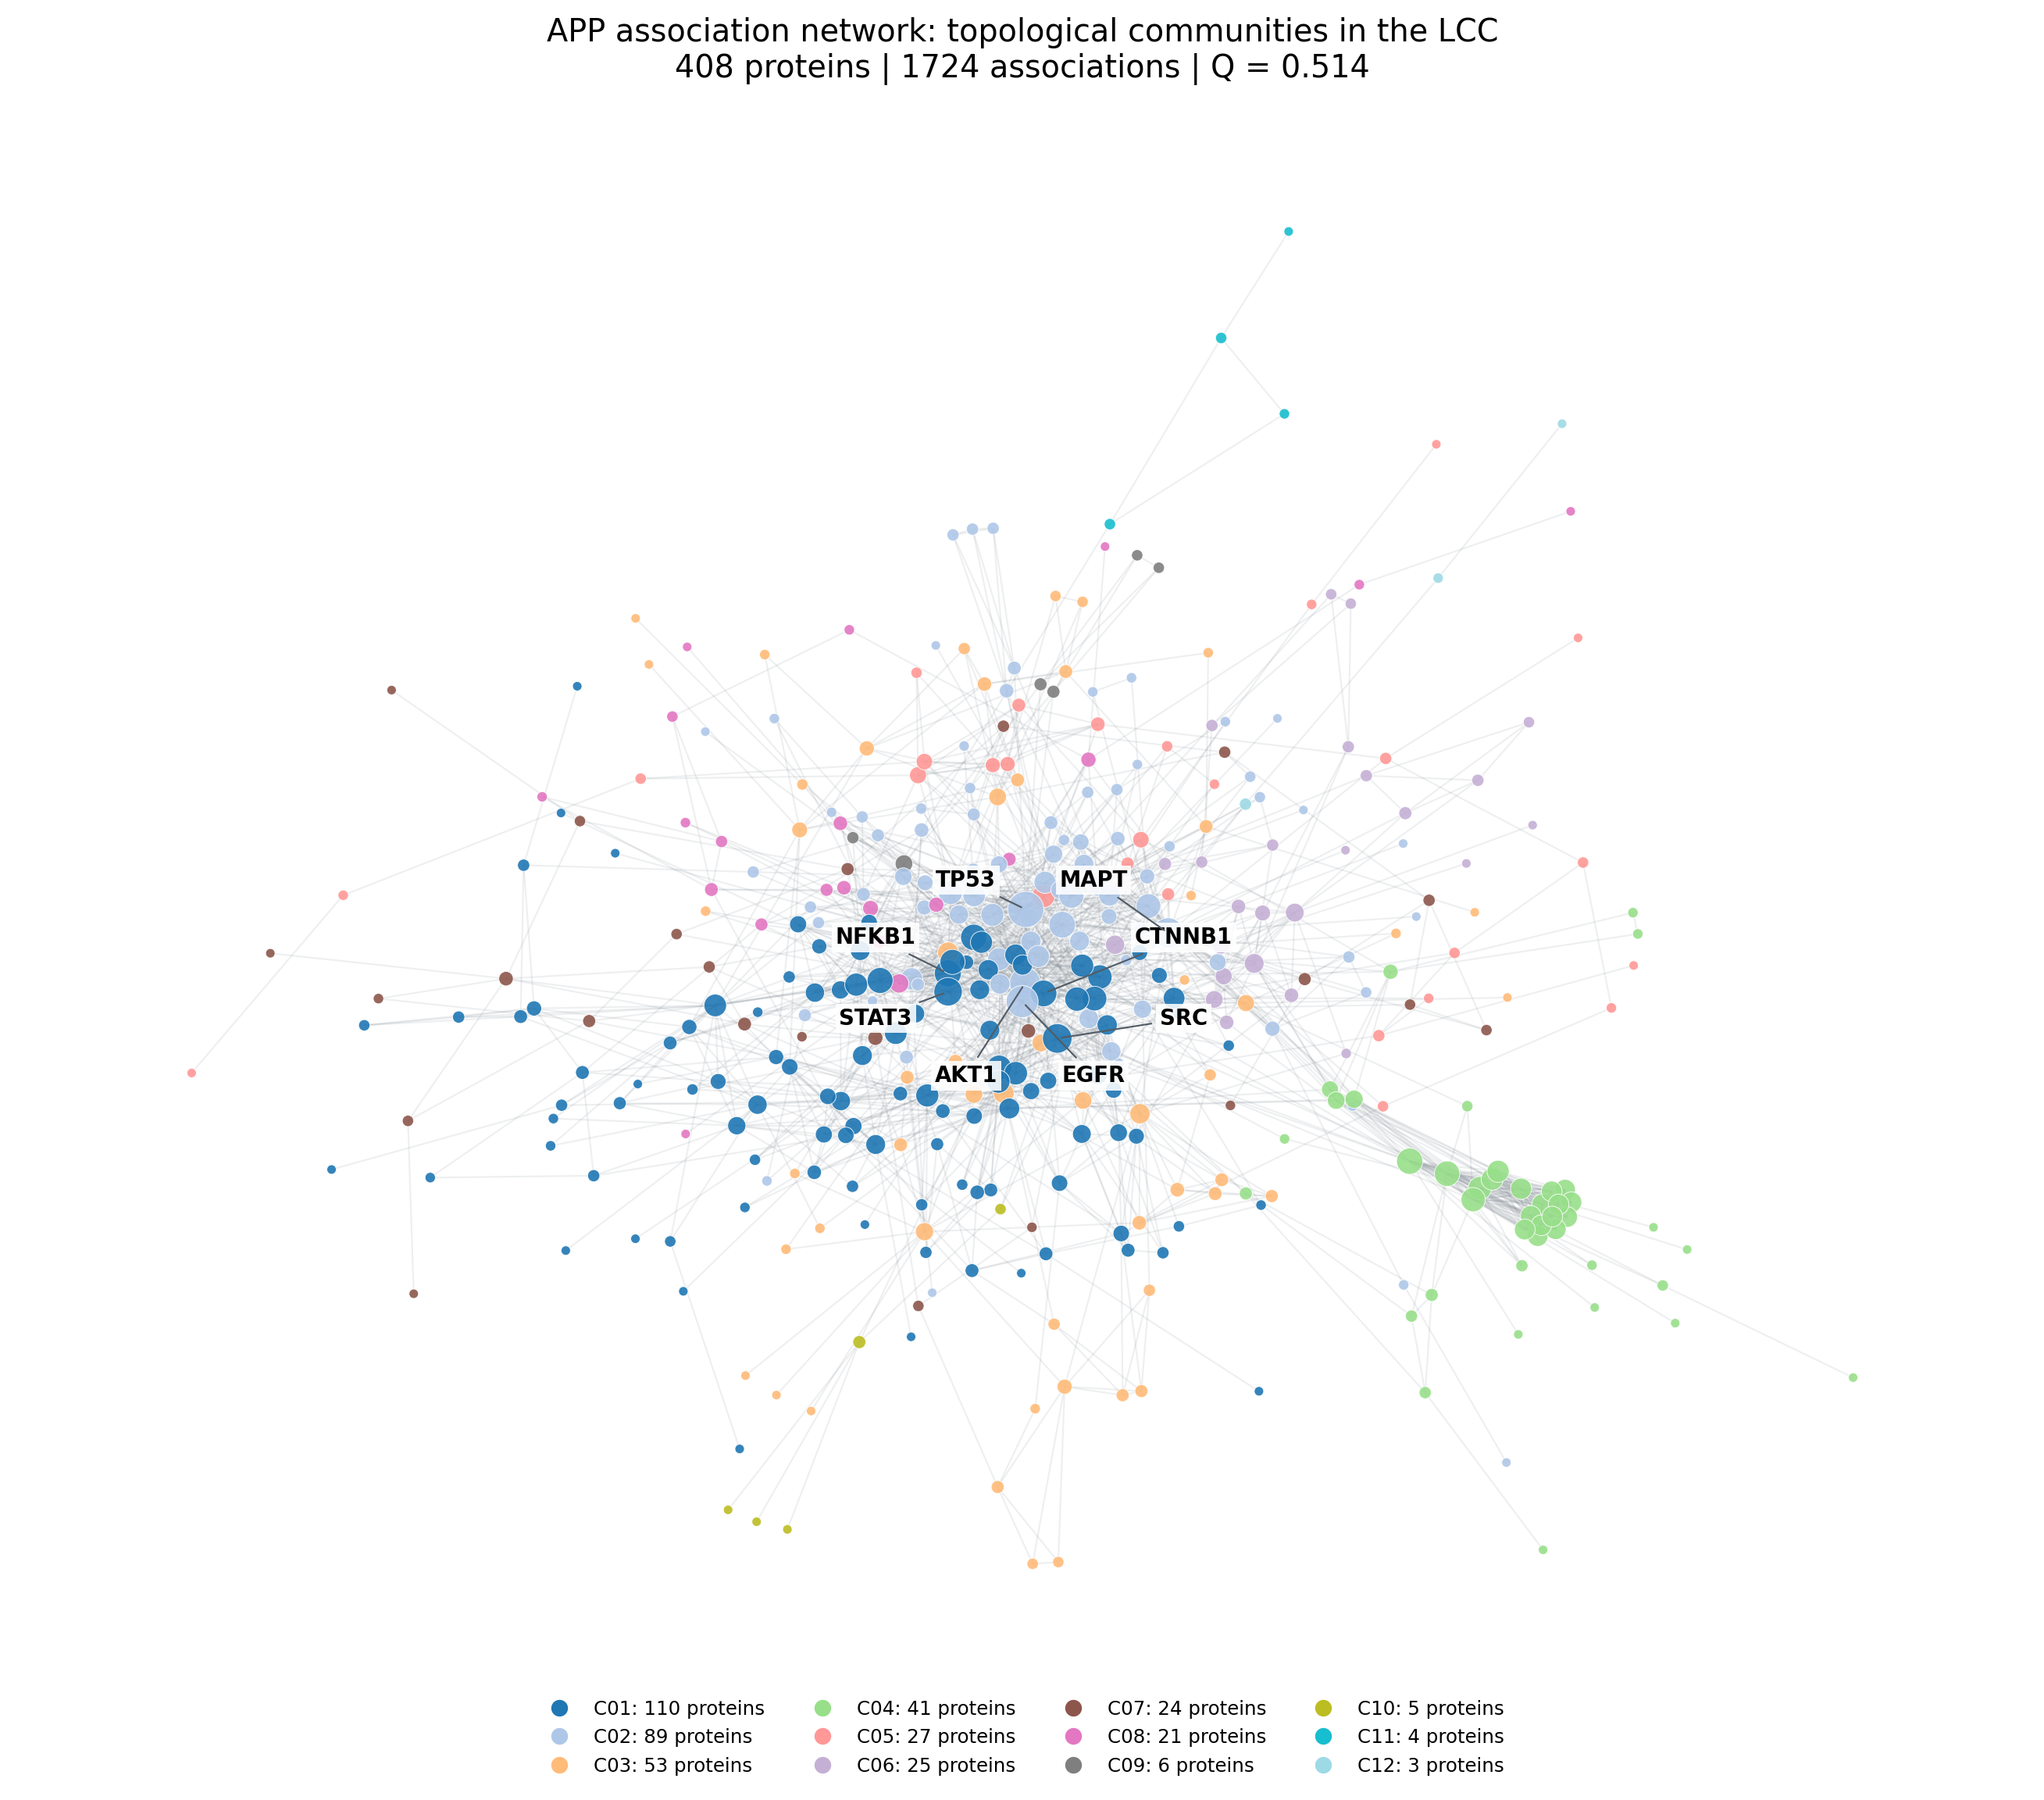 APP association network: topological communities in the LCC
408 proteins | 1724 associations | Q = 0.514
TP53
MAPT
NFKB1
CTNNB1
STAT3
SRC
AKT1
EGFR
C01: 110 proteins
C02: 89 proteins
C03: 53 proteins
C04: 41 proteins
C05: 27 proteins
C06: 25 proteins
C07: 24 proteins
C08: 21 proteins
C09: 6 proteins
C10: 5 proteins
C11: 4 proteins
C12: 3 proteins